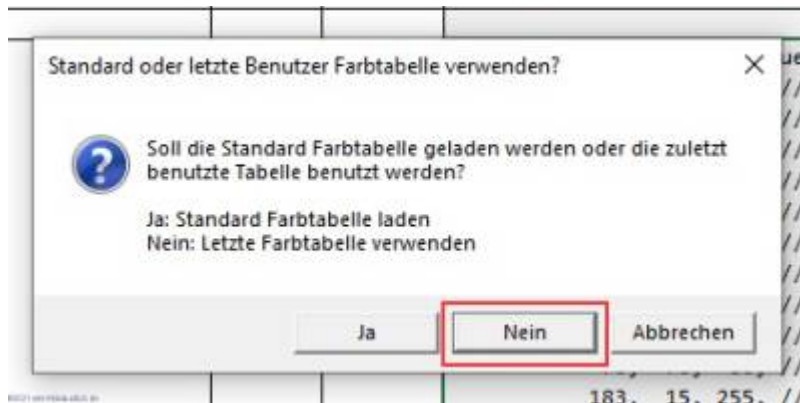 Standard oder letzte Benutzer Farbtabelle verwenden?
Soll die Standard Farbtabelle geladen werden oder die zuletzt
benutzte Tabelle benutzt werden?
Ja: Standard Farbtabelle laden
Nein: Letzte Farbtabelle verwenden
Ja Nein Abbrechen
183, 15, 255, //